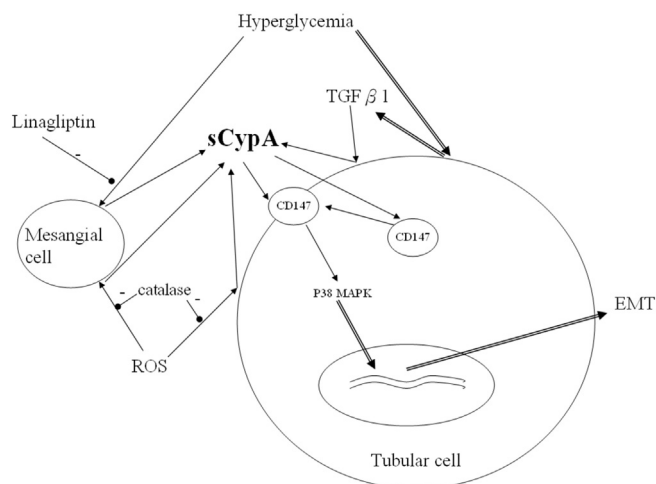 Hyperglycemia
TGF β 1
Linagliptin
-
sCypA
CD147
CD147
Mesangial
cell
- catalase -
P38 MAPK
EMT
ROS
Tubular cell